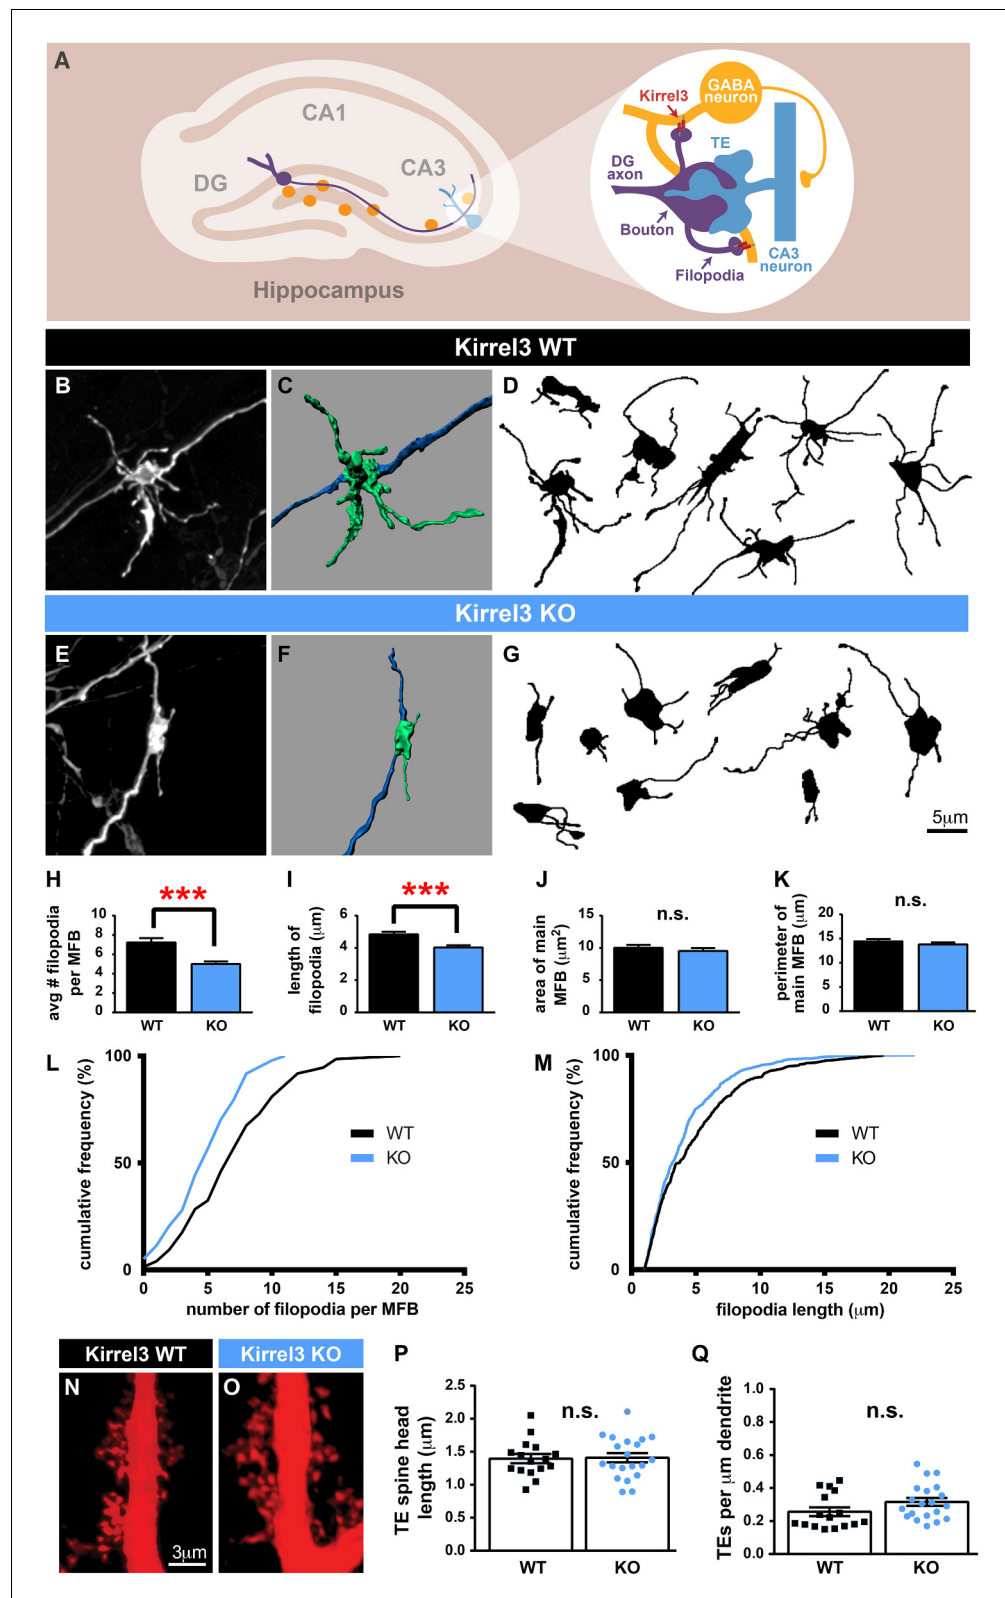 A
CA1
CA3
DG
Hippocampus
Kirrel3
GABA
neuron
TE
DG
axon
Bouton
Filopodia
CA3
neuron
Kirrel3 WT
B
C
D
Kirrel3 KO
E
F
G
5μm
H
avg # filopodia
per MFB
***
8
6
4
2
0
WT
KO
I
length of
filopodia (μm)
***
6
4
2
0
WT
KO
J
area of main
MFB (μm²)
n.s.
15
10
5
0
WT
KO
K
perimeter of
main MFB (μm)
n.s.
20
15
10
5
0
WT
KO
L
cumulative frequency (%)
100
50
0
WT
KO
0 5 10 15 20 25
number of filopodia per MFB
M
cumulative frequency (%)
100
50
0
WT
KO
0 5 10 15 20 25
filopodia length (μm)
Kirrel3 WT
Kirrel3 KO
N
O
3μm
P
TE spine head
length (μm)
n.s.
2.5
2.0
1.5
1.0
0.5
0.0
WT
KO
Q
TEs per μm dendrite
n.s.
1.0
0.8
0.6
0.4
0.2
0.0
WT
KO